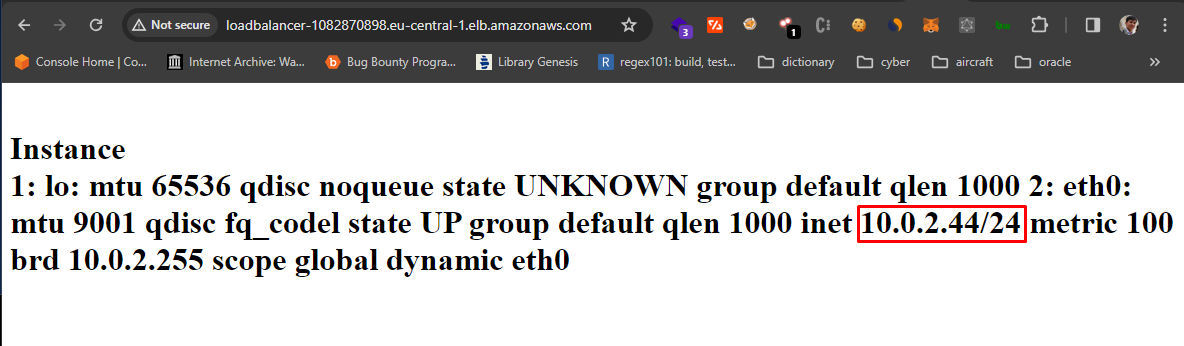 Not secure
loadbalancer-1082870898.eu-central-1.elb.amazonaws.com
3
1
Console Home | Co...
Internet Archive: Wa...
Bug Bounty Progra...
Library Genesis
regex101: build, test...
dictionary
cyber
aircraft
oracle
Instance
1: lo: mtu 65536 qdisc noqueue state UNKNOWN group default qlen 1000 2: eth0:
mtu 9001 qdisc fq_codel state UP group default qlen 1000 inet 10.0.2.44/24 metric 100
brd 10.0.2.255 scope global dynamic eth0